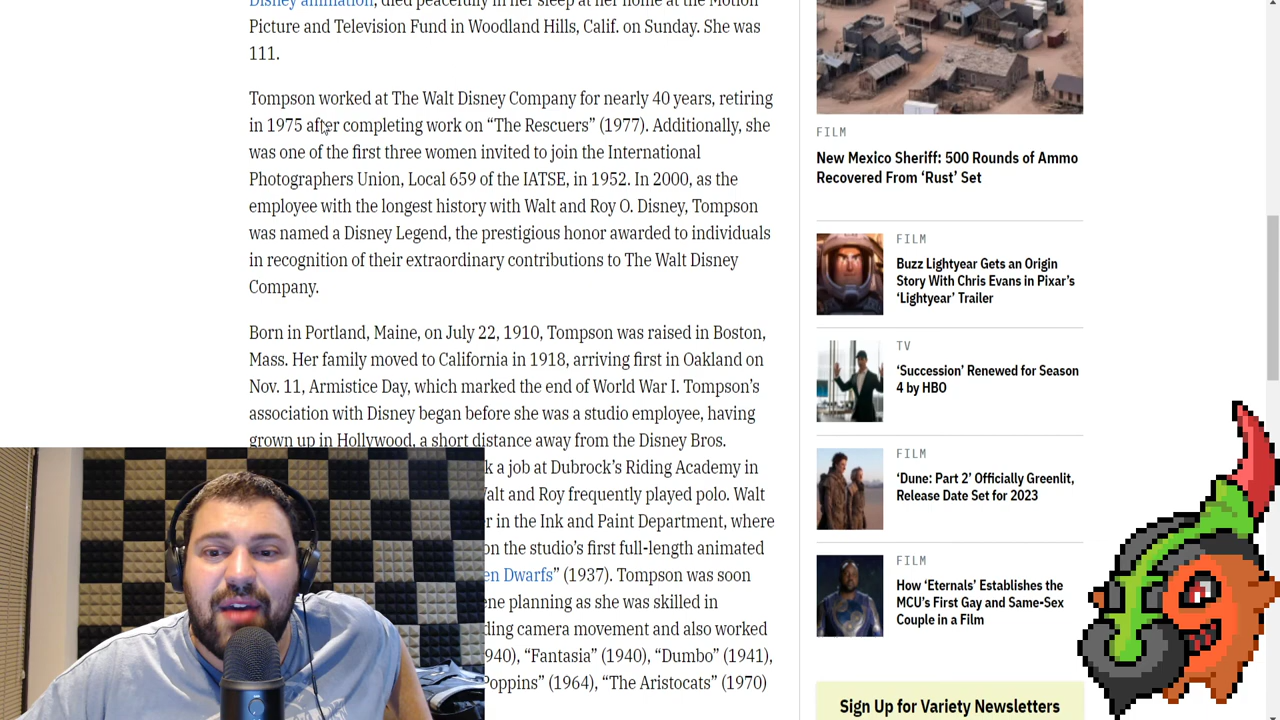 Disney animation, died peacefully in her sleep at her home at the Motion
Picture and Television Fund in Woodland Hills, Calif. on Sunday. She was
111.
Tompson worked at The Walt Disney Company for nearly 40 years, retiring
in 1975 after completing work on “The Rescuers” (1977). Additionally, she
was one of the first three women invited to join the International
Photographers Union, Local 659 of the IATSE, in 1952. In 2000, as the
employee with the longest history with Walt and Roy O. Disney, Tompson
was named a Disney Legend, the prestigious honor awarded to individuals
in recognition of their extraordinary contributions to The Walt Disney
Company.
Born in Portland, Maine, on July 22, 1910, Tompson was raised in Boston,
Mass. Her family moved to California in 1918, arriving first in Oakland on
Nov. 11, Armistice Day, which marked the end of World War I. Tompson’s
association with Disney began before she was a studio employee, having
grown up in Hollywood, a short distance away from the Disney Bros.
k a job at Dubrock’s Riding Academy in
Walt and Roy frequently played polo. Walt
r in the Ink and Paint Department, where
on the studio’s first full-length animated
en Dwarfs” (1937). Tompson was soon
ene planning as she was skilled in
ding camera movement and also worked
940), “Fantasia” (1940), “Dumbo” (1941),
Poppins” (1964), “The Aristocats” (1970)
FILM
New Mexico Sheriff: 500 Rounds of Ammo
Recovered From ‘Rust’ Set
FILM
Buzz Lightyear Gets an Origin
Story With Chris Evans in Pixar’s
‘Lightyear’ Trailer
TV
‘Succession’ Renewed for Season
4 by HBO
FILM
‘Dune: Part 2’ Officially Greenlit,
Release Date Set for 2023
FILM
How ‘Eternals’ Establishes the
MCU’s First Gay and Same-Sex
Couple in a Film
Sign Up for Variety Newsletters